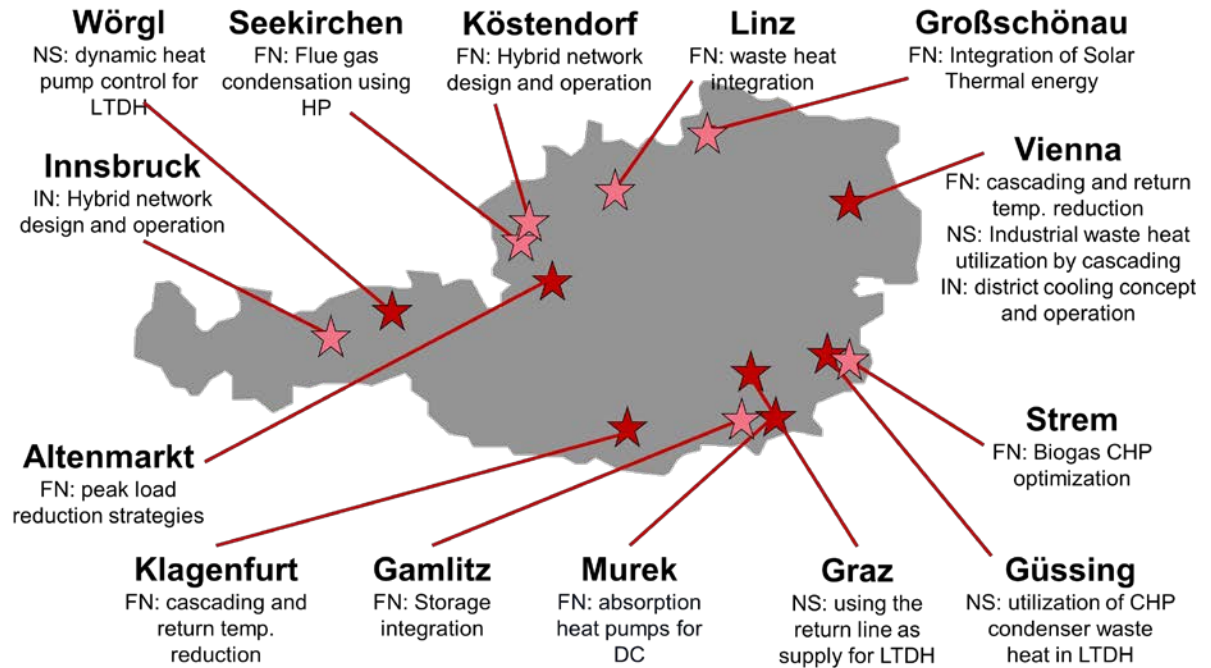 Wörgl
NS: dynamic heat
pump control for
LTDH
Seekirchen
FN: Flue gas
condensation using
HP
Köstendorf
FN: Hybrid network
design and operation
Linz
FN: waste heat
integration
Großschönau
FN: Integration of Solar
Thermal energy
Innsbruck
IN: Hybrid network
design and operation
Vienna
FN: cascading and return
temp. reduction
NS: Industrial waste heat
utilization by cascading
IN: district cooling concept
and operation
Altenmarkt
FN: peak load
reduction strategies
Strem
FN: Biogas CHP
optimization
Klagenfurt
FN: cascading and
return temp.
reduction
Gamlitz
FN: Storage
integration
Murek
FN: absorption
heat pumps for
DC
Graz
NS: using the
return line as
supply for LTDH
Güssing
NS: utilization of CHP
condenser waste
heat in LTDH